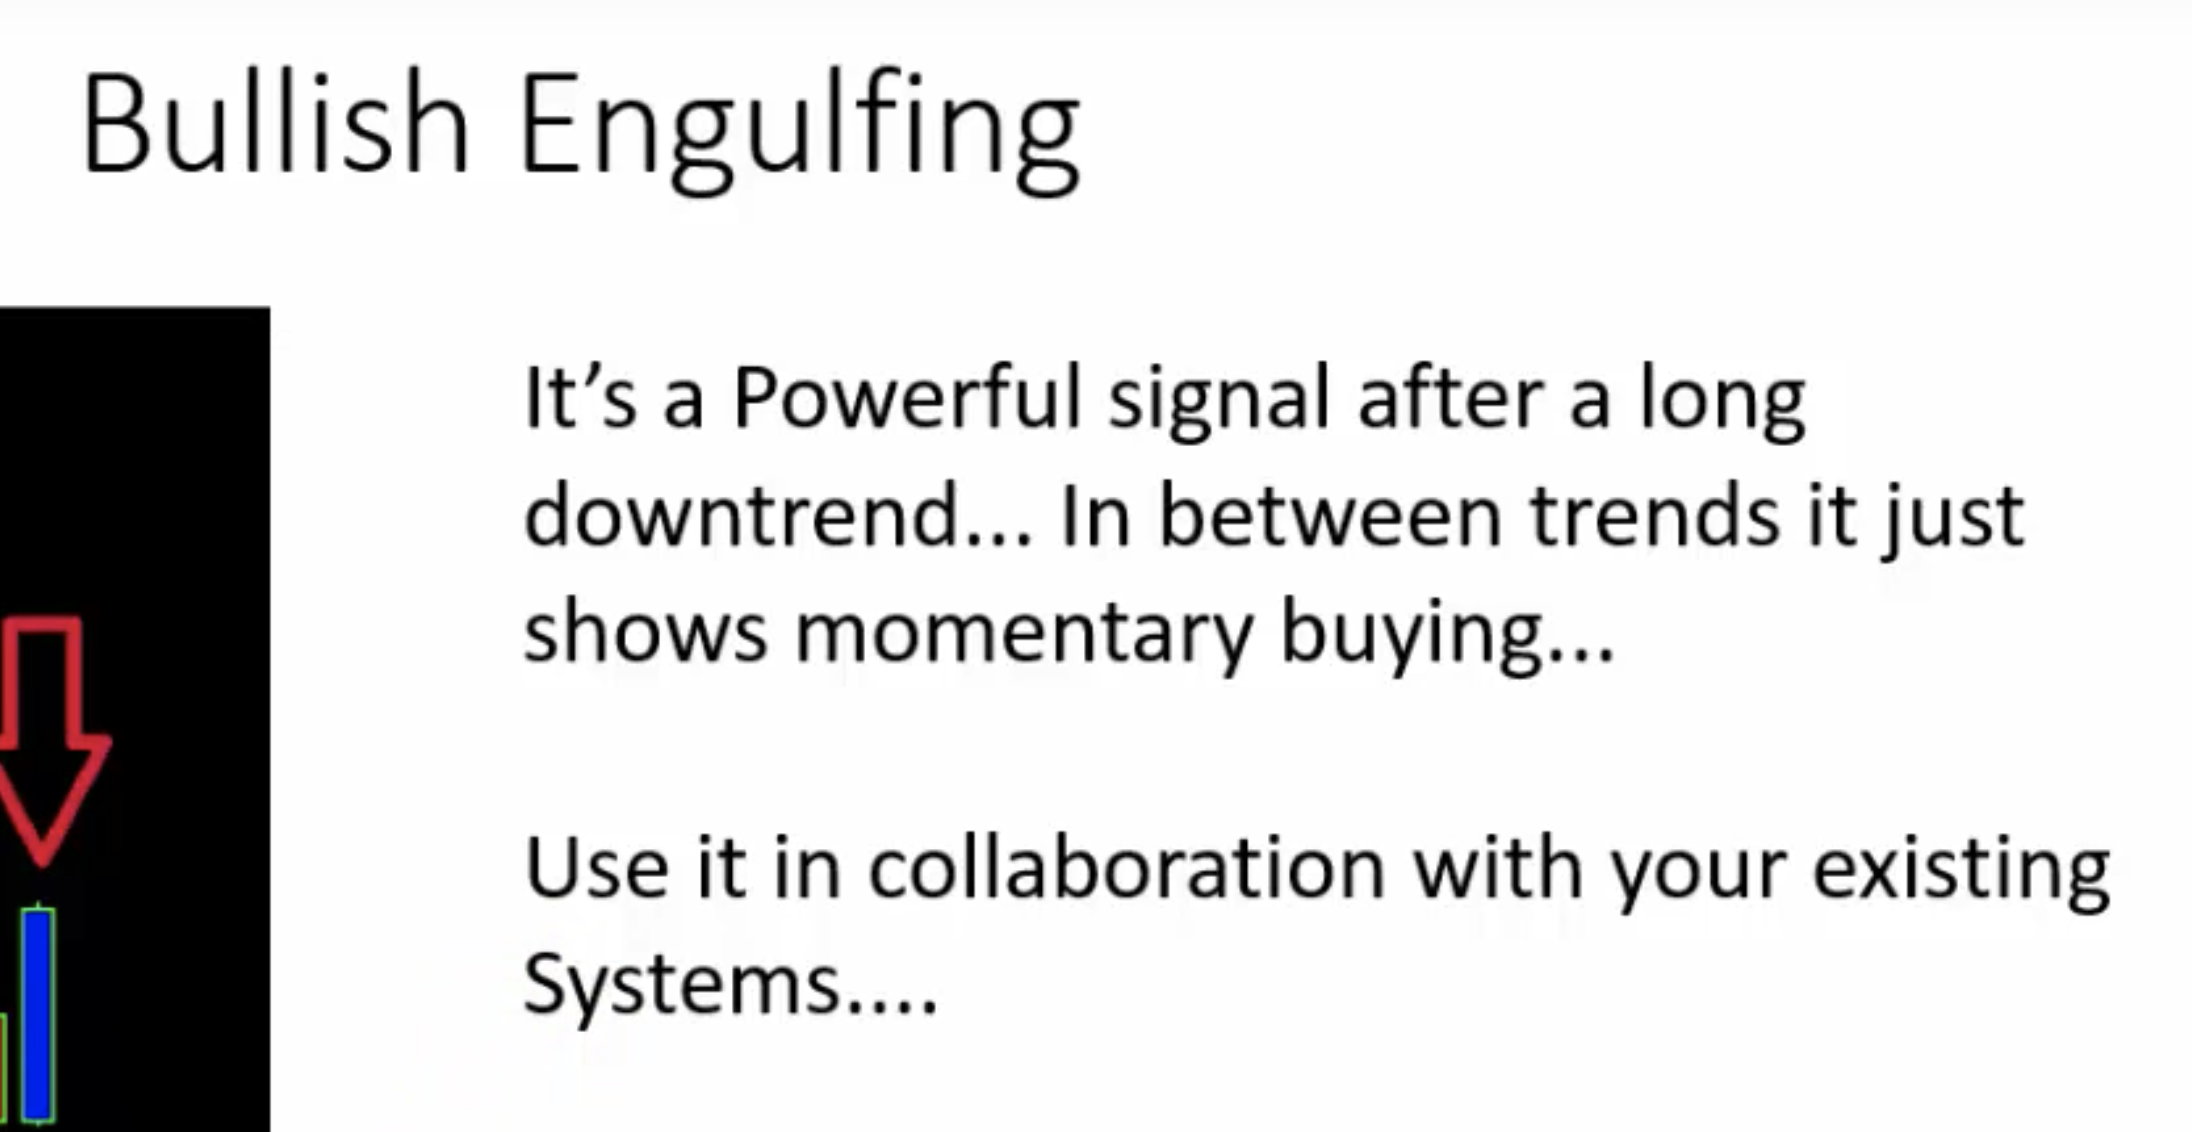 Bullish Engulfing
It’s a Powerful signal after a long
downtrend... In between trends it just
shows momentary buying...
Use it in collaboration with your existing
Systems....